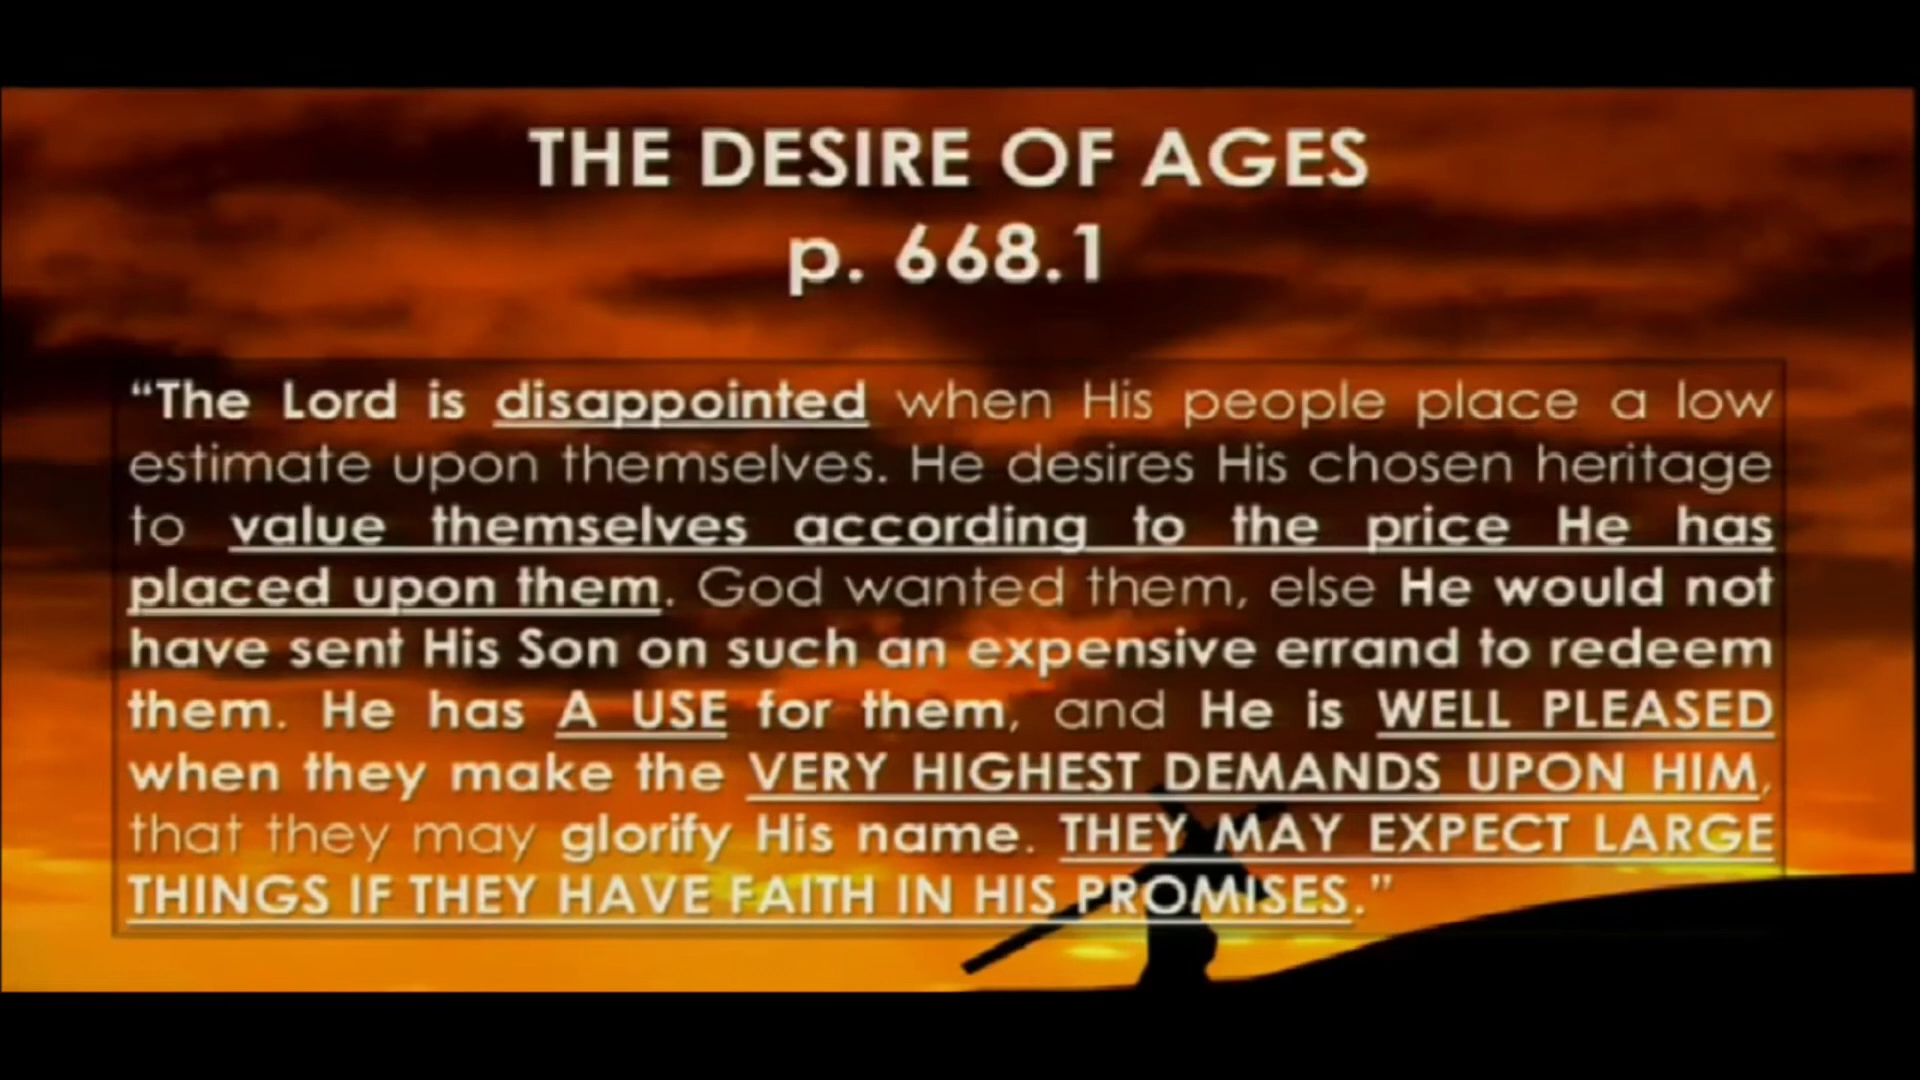 THE DESIRE OF AGES
p. 668.1
“The Lord is disappointed when His people place a low
estimate upon themselves. He desires His chosen heritage
to value themselves according to the price He has
placed upon them. God wanted them, else He would not
have sent His Son on such an expensive errand to redeem
them. He has A USE for them, and He is WELL PLEASED
when they make the VERY HIGHEST DEMANDS UPON HIM,
that they may glorify His name. THEY MAY EXPECT LARGE
THINGS IF THEY HAVE FAITH IN HIS PROMISES.”